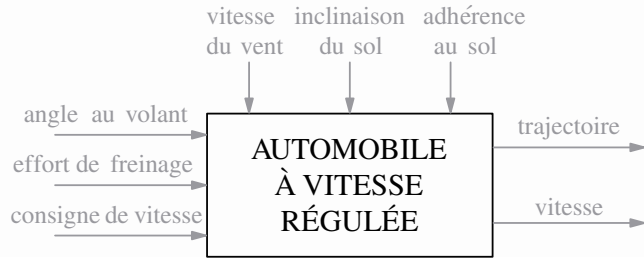 vitesse
du vent
inclinaison
du sol
adhérence
au sol
angle au volant
effort de freinage
consigne de vitesse
AUTOMOBILE
À VITESSE
RÉGULÉE
trajectoire
vitesse